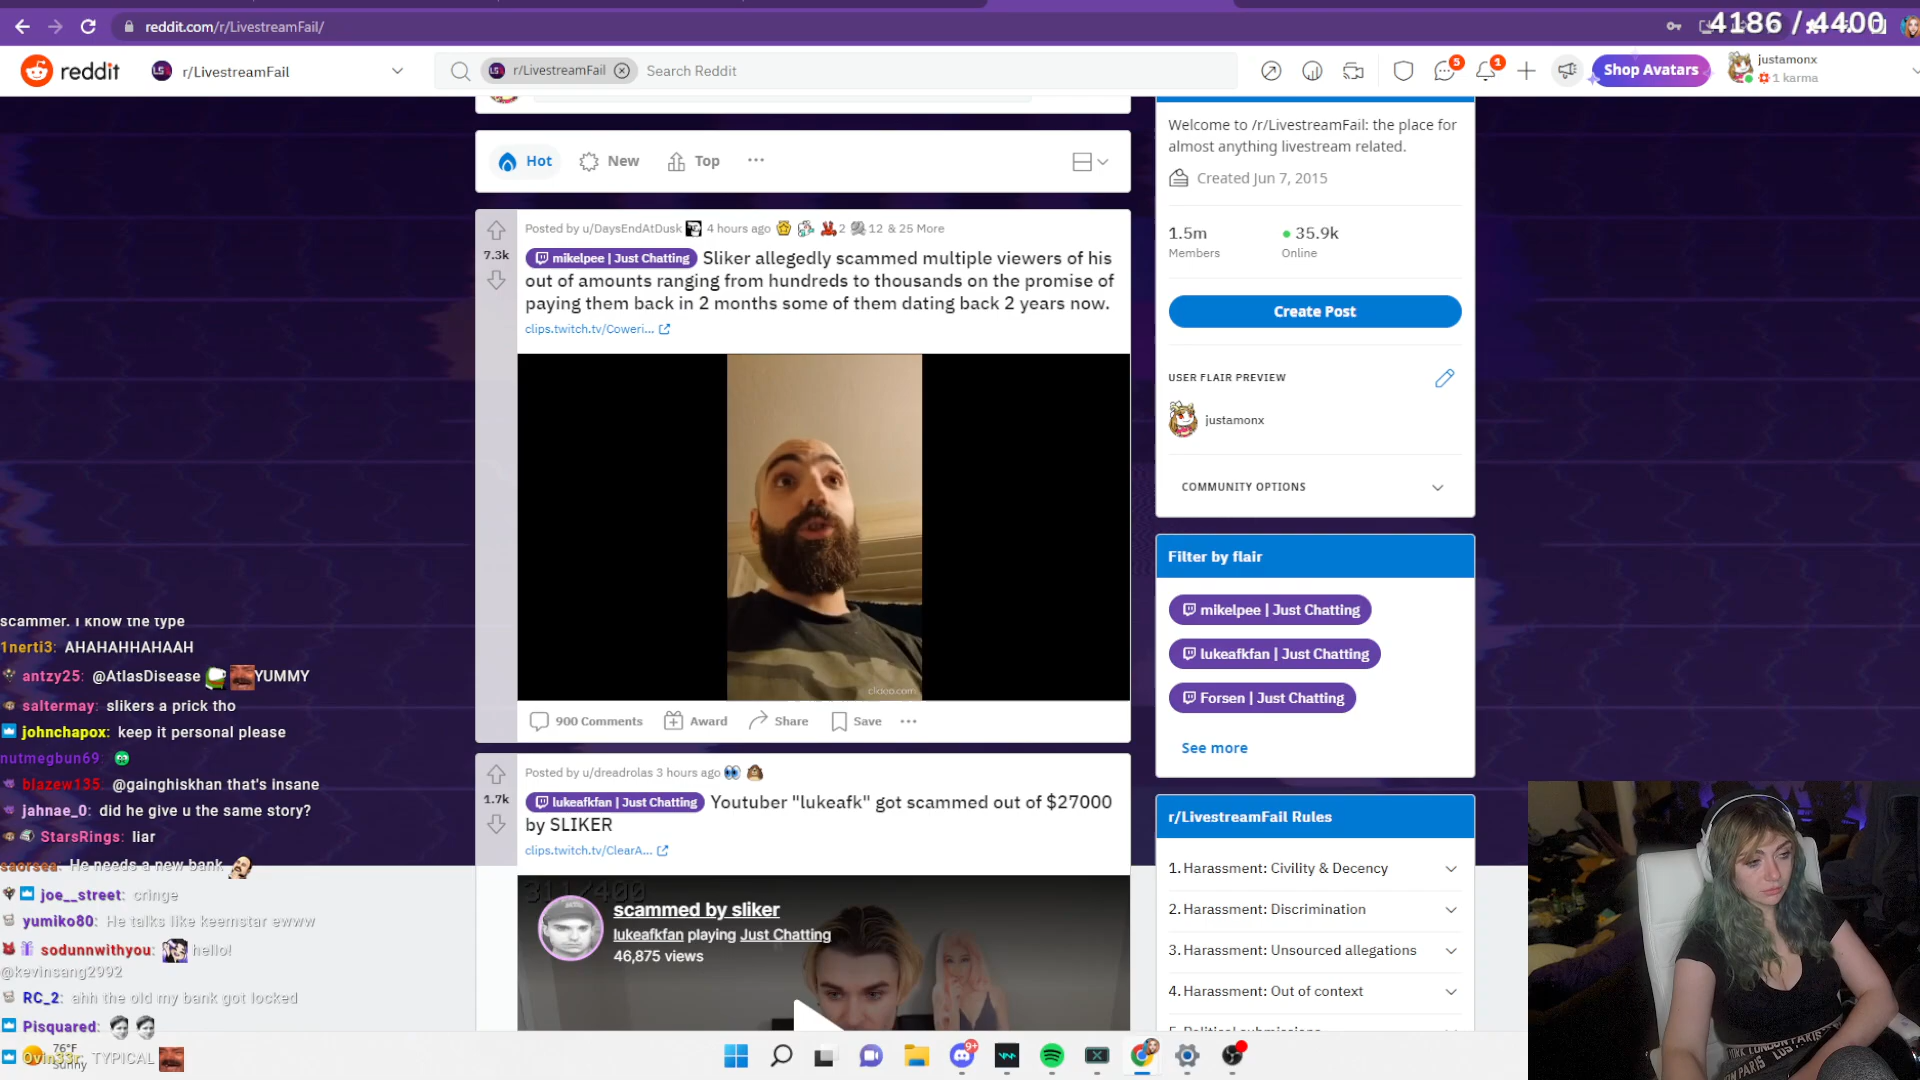 reddit.com/r/LivestreamFail/
4186 / 4400
reddit
r/LivestreamFail
r/LivestreamFail
Search Reddit
5
1
Shop Avatars
justamonx
1 karma
Hot
New
Top
Posted by u/DaysEndAtDusk 4 hours ago 2 12 & 25 More
7.3k
mikelpee | Just Chatting Sliker allegedly scammed multiple viewers of his
out of amounts ranging from hundreds to thousands on the promise of
paying them back in 2 months some of them dating back 2 years now.
clips.twitch.tv/Coweri...
clideo.com
900 Comments
Award
Share
Save
Posted by u/dreadrolas 3 hours ago
1.7k
lukeafkfan | Just Chatting Youtuber "lukeafk" got scammed out of $27000
by SLIKER
clips.twitch.tv/ClearA...
scammed by sliker
lukeafkfan playing Just Chatting
46,875 views
Welcome to /r/LivestreamFail: the place for
almost anything livestream related.
Created Jun 7, 2015
1.5m
35.9k
Members
Online
Create Post
USER FLAIR PREVIEW
justamonx
COMMUNITY OPTIONS
Filter by flair
mikelpee | Just Chatting
lukeafkfan | Just Chatting
Forsen | Just Chatting
See more
r/LivestreamFail Rules
1. Harassment: Civility & Decency
2. Harassment: Discrimination
3. Harassment: Unsourced allegations
4. Harassment: Out of context
5. Political submissions
scammer. I know the type
1nerti3: AHAHAHHAHAAH
antzy25: @AtlasDisease YUMMY
saltermay: slikers a prick tho
johnchapox: keep it personal please
nutmegbun69:
blazew135: @gainghiskhan that's insane
jahnae_0: did he give u the same story?
StarsRings: liar
saorsea: He needs a new bank
joe__street: cringe
yumiko80: He talks like keemstar ewww
sodunnwithyou: hello!
@kevinsang2992
RC_2: ahh the old my bank got locked
Pisquared:
0vin33r: TYPICAL
76°F
Sunny
9+